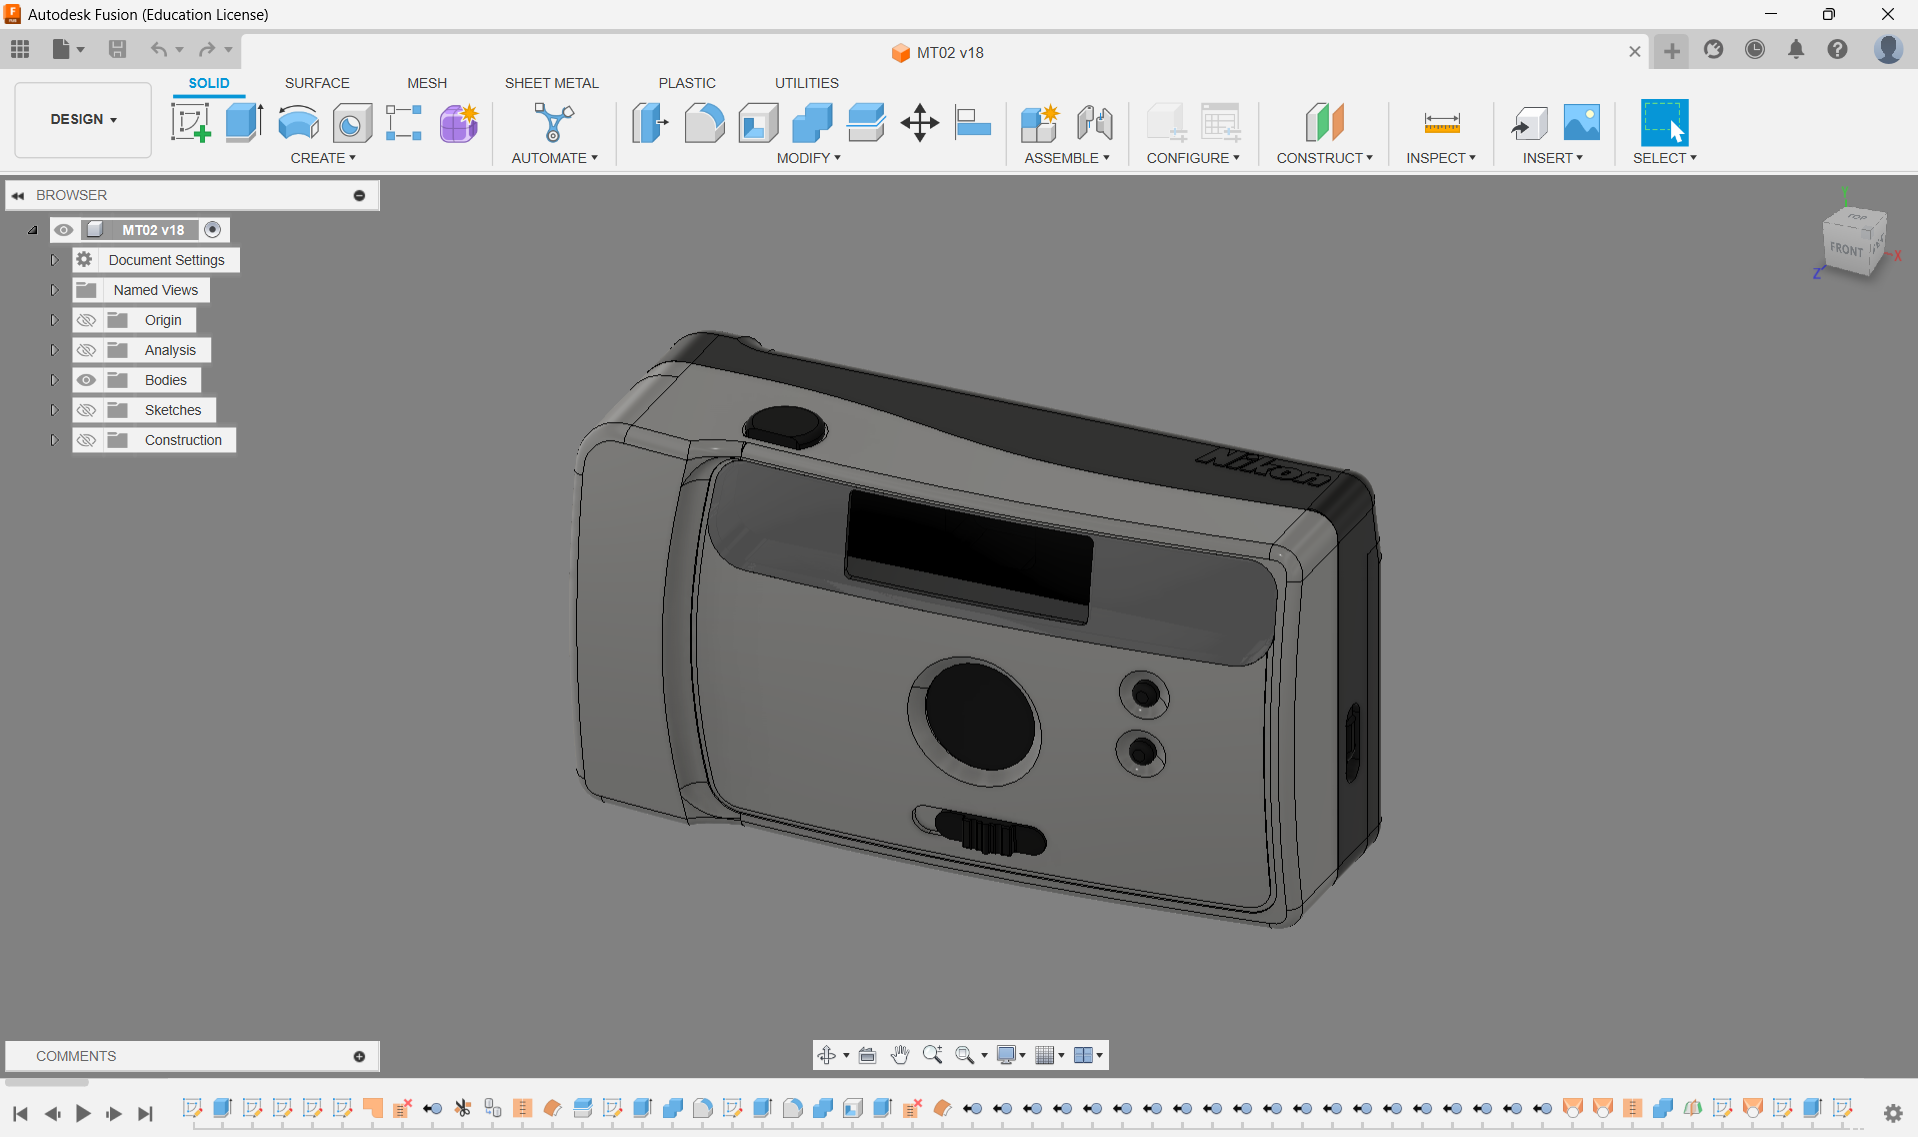 Autodesk Fusion (Education License)
MT02 v18
SOLID SURFACE MESH SHEET METAL PLASTIC UTILITIES
DESIGN
CREATE AUTOMATE MODIFY ASSEMBLE CONFIGURE CONSTRUCT INSPECT INSERT SELECT
BROWSER
MT02 v18
Document Settings
Named Views
Origin
Analysis
Bodies
Sketches
Construction
Y
TOP
FRONT
X
Z
Nikon
COMMENTS